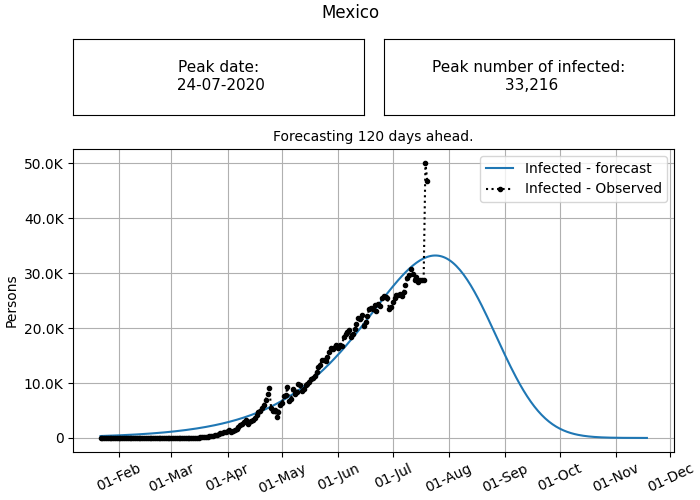 Mexico
Peak date:
24-07-2020
Peak number of infected:
33,216
Forecasting 120 days ahead.
Infected - forecast
Infected - Observed
Persons
50.0K
40.0K
30.0K
20.0K
10.0K
0
01-Feb
01-Mar
01-Apr
01-May
01-Jun
01-Jul
01-Aug
01-Sep
01-Oct
01-Nov
01-Dec